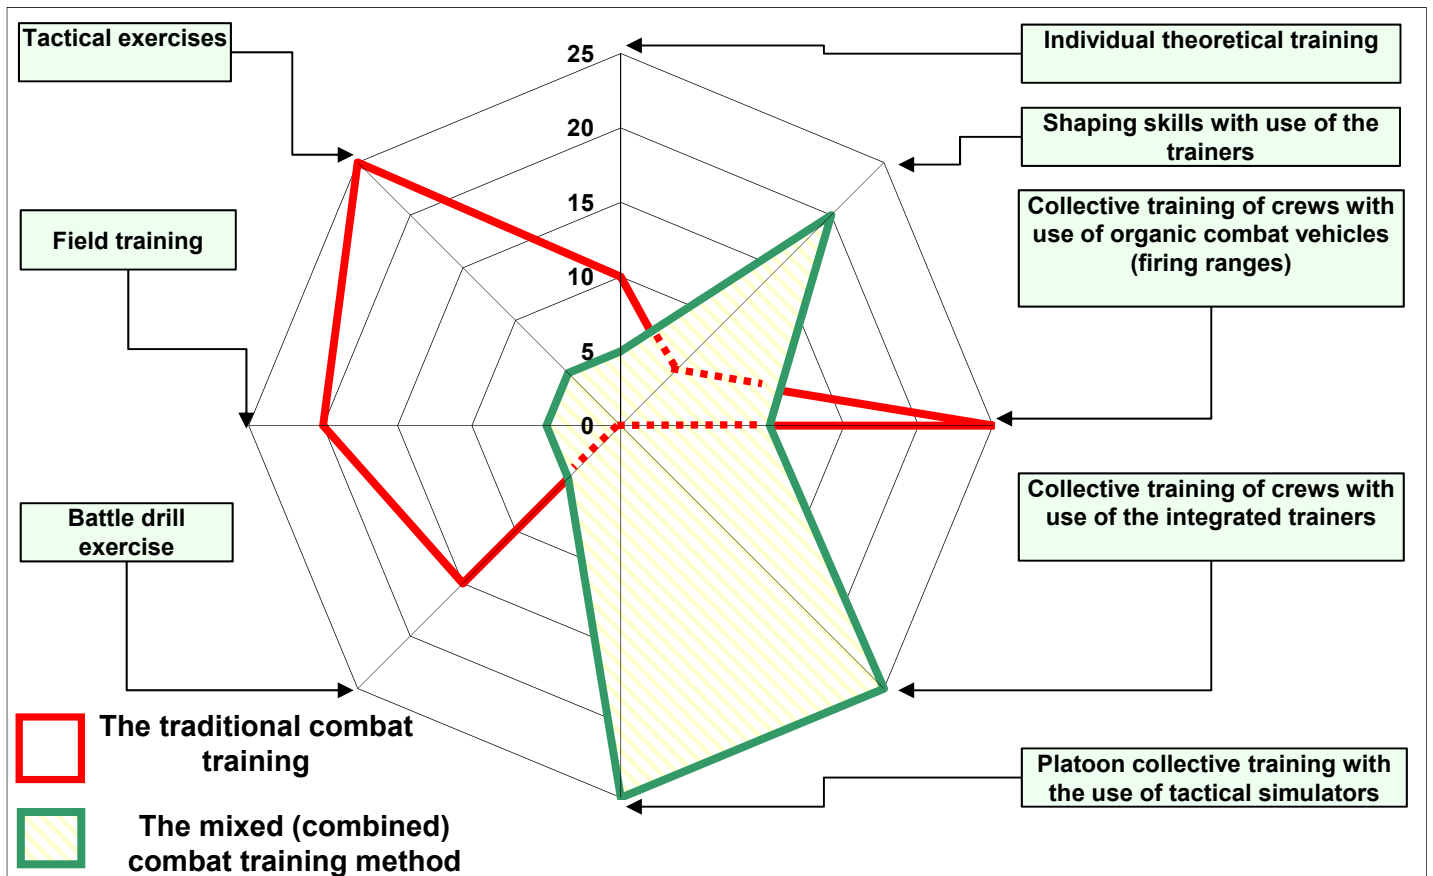 Tactical exercises
Field training
Battle drill
exercise
25
20
15
10
5
0
Individual theoretical training
Shaping skills with use of the
trainers
Collective training of crews with
use of organic combat vehicles
(firing ranges)
Collective training of crews with
use of the integrated trainers
Platoon collective training with
the use of tactical simulators
The traditional combat
training
The mixed (combined)
combat training method